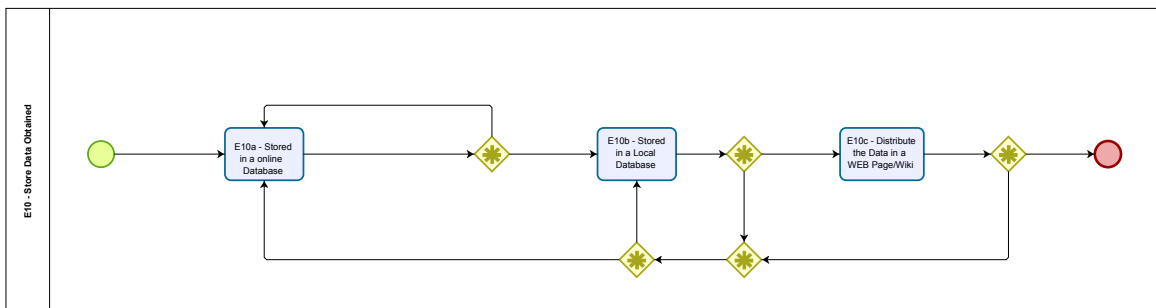 E10 - Store Data Obtained
E10a - Stored
in a online
Database
E10b - Stored
in a Local
Database
E10c - Distribute
the Data in a
WEB Page/Wiki